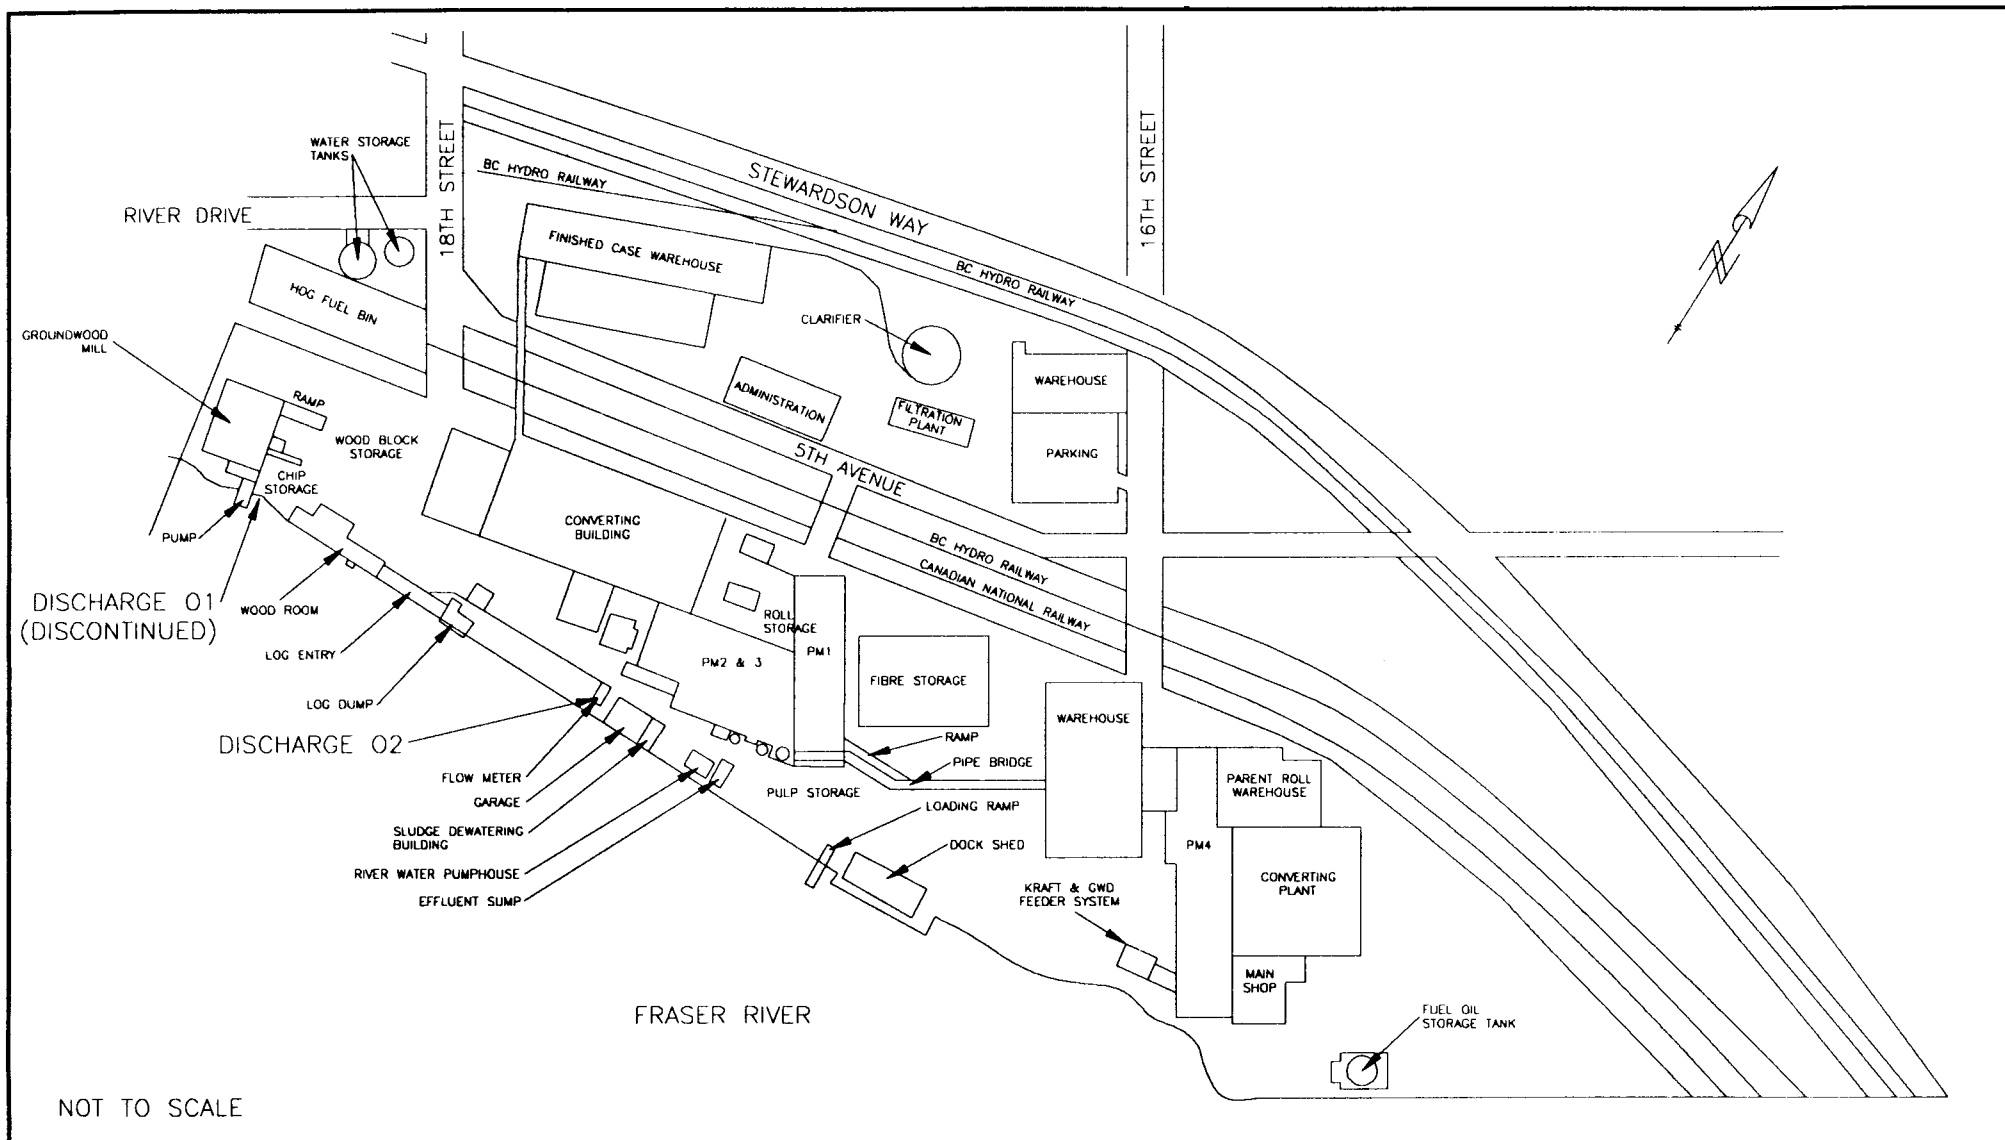 WATER STORAGE
TANKS
18TH STREET
BC HYDRO RAILWAY
STEWARDSON WAY
16TH STREET
RIVER DRIVE
FINISHED CASE WAREHOUSE
BC HYDRO RAILWAY
N
HOG FUEL BIN
CLARIFIER
GROUNDWOOD
MILL
ADMINISTRATION
WAREHOUSE
RAMP
FILTRATION
PLANT
WOOD BLOCK
STORAGE
5TH AVENUE
PARKING
CHIP
STORAGE
PUMP
CONVERTING
BUILDING
BC HYDRO RAILWAY
CANADIAN NATIONAL RAILWAY
DISCHARGE 01
(DISCONTINUED)
WOOD ROOM
ROLL
STORAGE
LOG ENTRY
PM2 & 3
PM1
FIBRE STORAGE
LOG DUMP
WAREHOUSE
DISCHARGE 02
RAMP
FLOW METER
PIPE BRIDGE
GARAGE
PULP STORAGE
PARENT ROLL
WAREHOUSE
LOADING RAMP
SLUDGE DEWATERING
BUILDING
DOCK SHED
PM4
RIVER WATER PUMPHOUSE
CONVERTING
PLANT
EFFLUENT SUMP
KRAFT & GWD
FEEDER SYSTEM
MAIN
SHOP
FRASER RIVER
FUEL OIL
STORAGE TANK
NOT TO SCALE